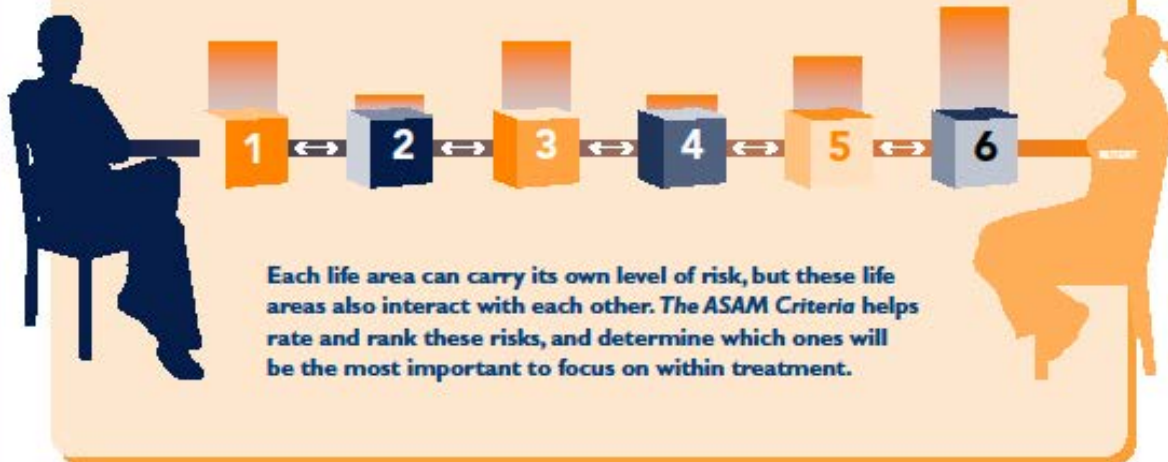 1 2 3 4 5 6
Each life area can carry its own level of risk, but these life
areas also interact with each other. The ASAM Criteria helps
rate and rank these risks, and determine which ones will
be the most important to focus on within treatment.